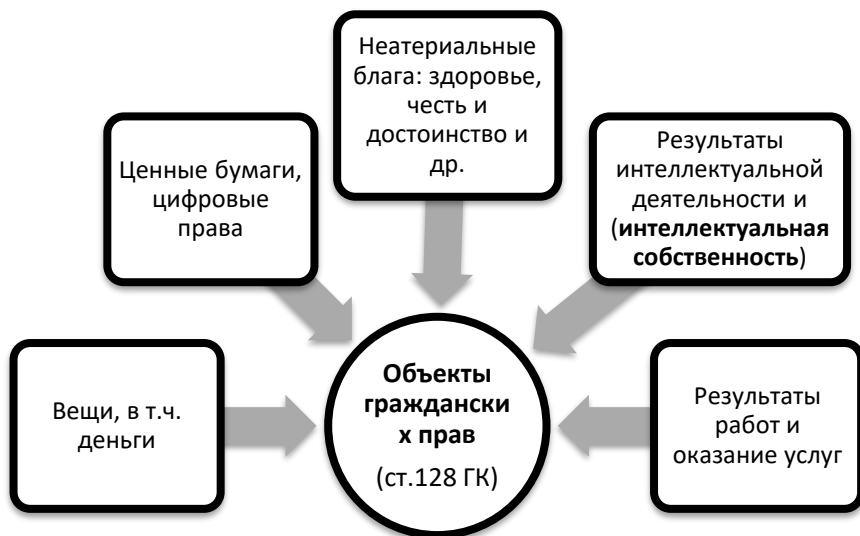 Неатериальные
блага: здоровье,
честь и
достоинство и
др.
Ценные бумаги,
цифровые
права
Результаты
интеллектуальной
деятельности и
(интеллектуальная
собственность)
Вещи, в т.ч.
деньги
Объекты
граждански
х прав
(ст.128 ГК)
Результаты
работ и
оказание услуг